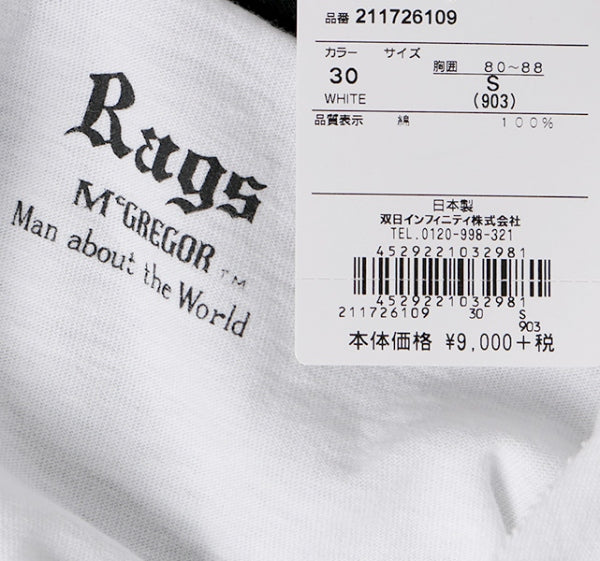 Rags
McGREGOR TM
Man about the World
品番 211726109
カラー サイズ
30 胸囲 80～88
WHITE S
(903)
品質表示 綿 100%
日本製
双日インフィニティ株式会社
TEL.0120-998-321
4529221032981
4529221032981
211726109 30 S
903
本体価格 ¥9,000+税